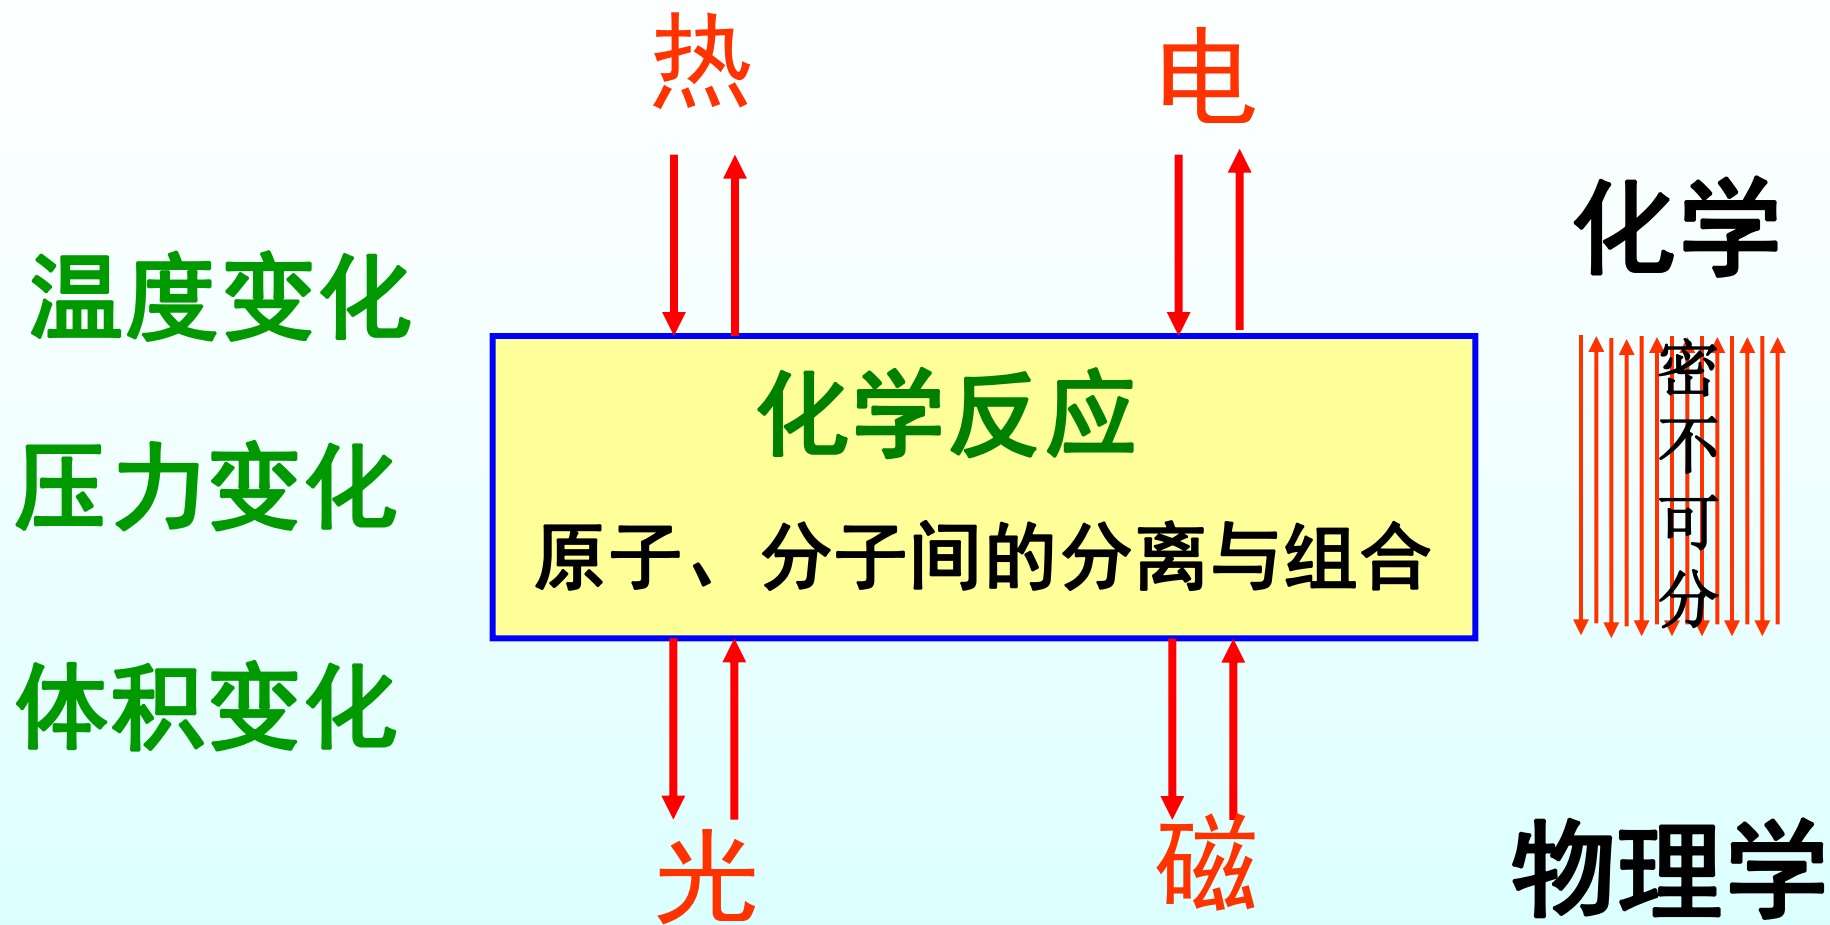 热
电
化学
温度变化
化学反应
密不可分
压力变化
原子、分子间的分离与组合
体积变化
光
磁
物理学